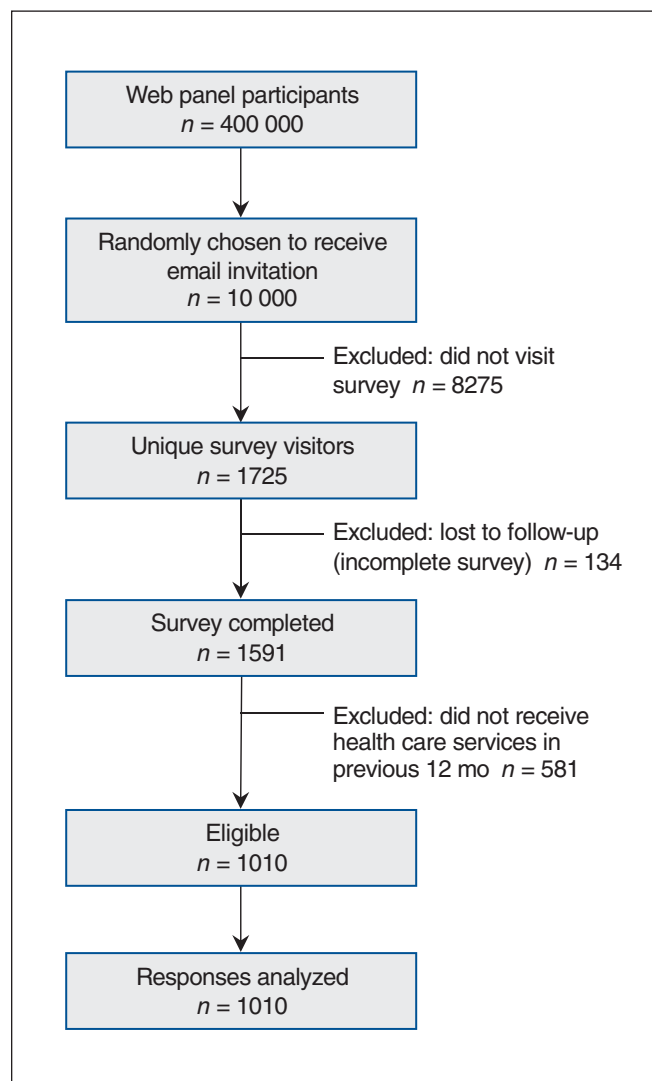 Web panel participants
n = 400 000
Randomly chosen to receive
email invitation
n = 10 000
Excluded: did not visit
survey n = 8275
Unique survey visitors
n = 1725
Excluded: lost to follow-up
(incomplete survey) n = 134
Survey completed
n = 1591
Excluded: did not receive
health care services in
previous 12 mo n = 581
Eligible
n = 1010
Responses analyzed
n = 1010